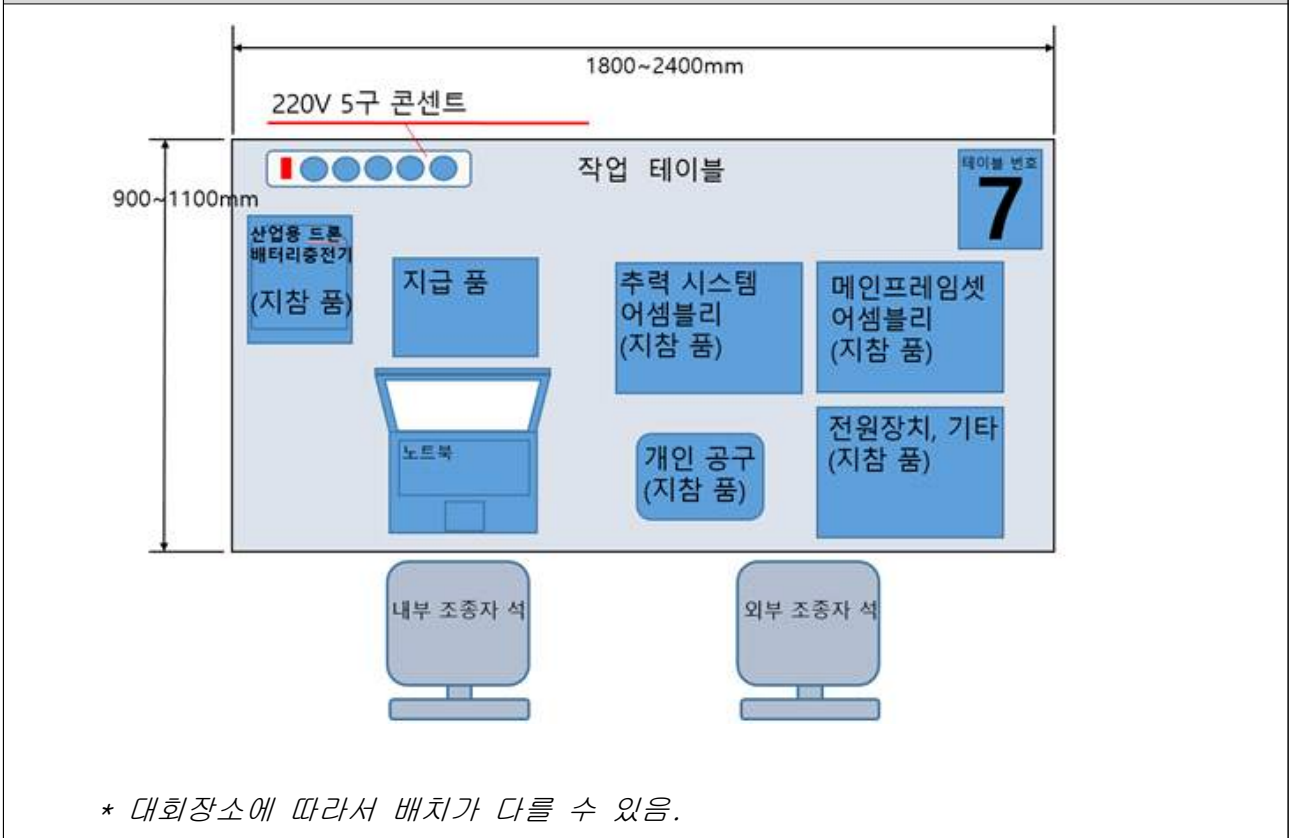 1800~2400mm
220V 5구 콘센트
작업 테이블
테이블 번호
7
900~1100mm
산업용 드론
배터리충전기
(지참 품)
지급 품
추력 시스템
어셈블리
(지참 품)
메인프레임셋
어셈블리
(지참 품)
노트북
개인 공구
(지참 품)
전원장치, 기타
(지참 품)
내부 조종자 석
외부 조종자 석
* 대회장소에 따라서 배치가 다를 수 있음.